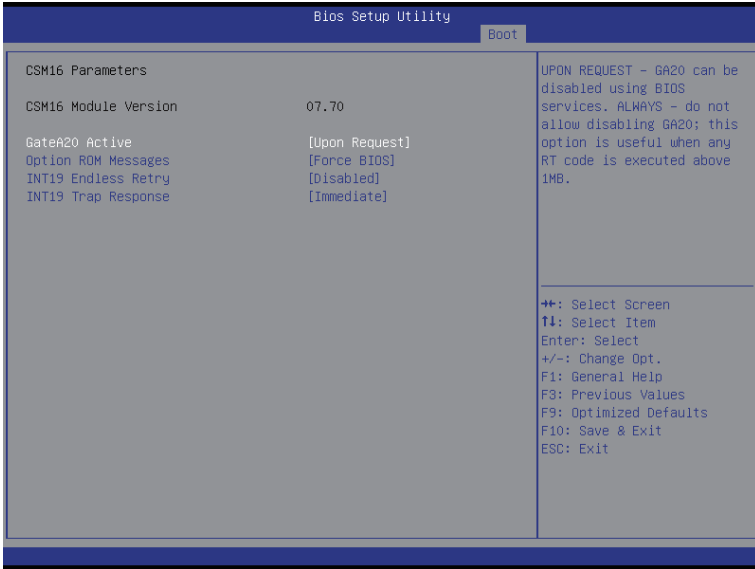 Bios Setup Utility
Boot
CSM16 Parameters
CSM16 Module Version 07.70
GateA20 Active [Upon Request]
Option ROM Messages [Force BIOS]
INT19 Endless Retry [Disabled]
INT19 Trap Response [Immediate]
UPON REQUEST - GA20 can be
disabled using BIOS
services. ALWAYS - do not
allow disabling GA20; this
option is useful when any
RT code is executed above
1MB.
→←: Select Screen
↑↓: Select Item
Enter: Select
+/-: Change Opt.
F1: General Help
F3: Previous Values
F9: Optimized Defaults
F10: Save & Exit
ESC: Exit